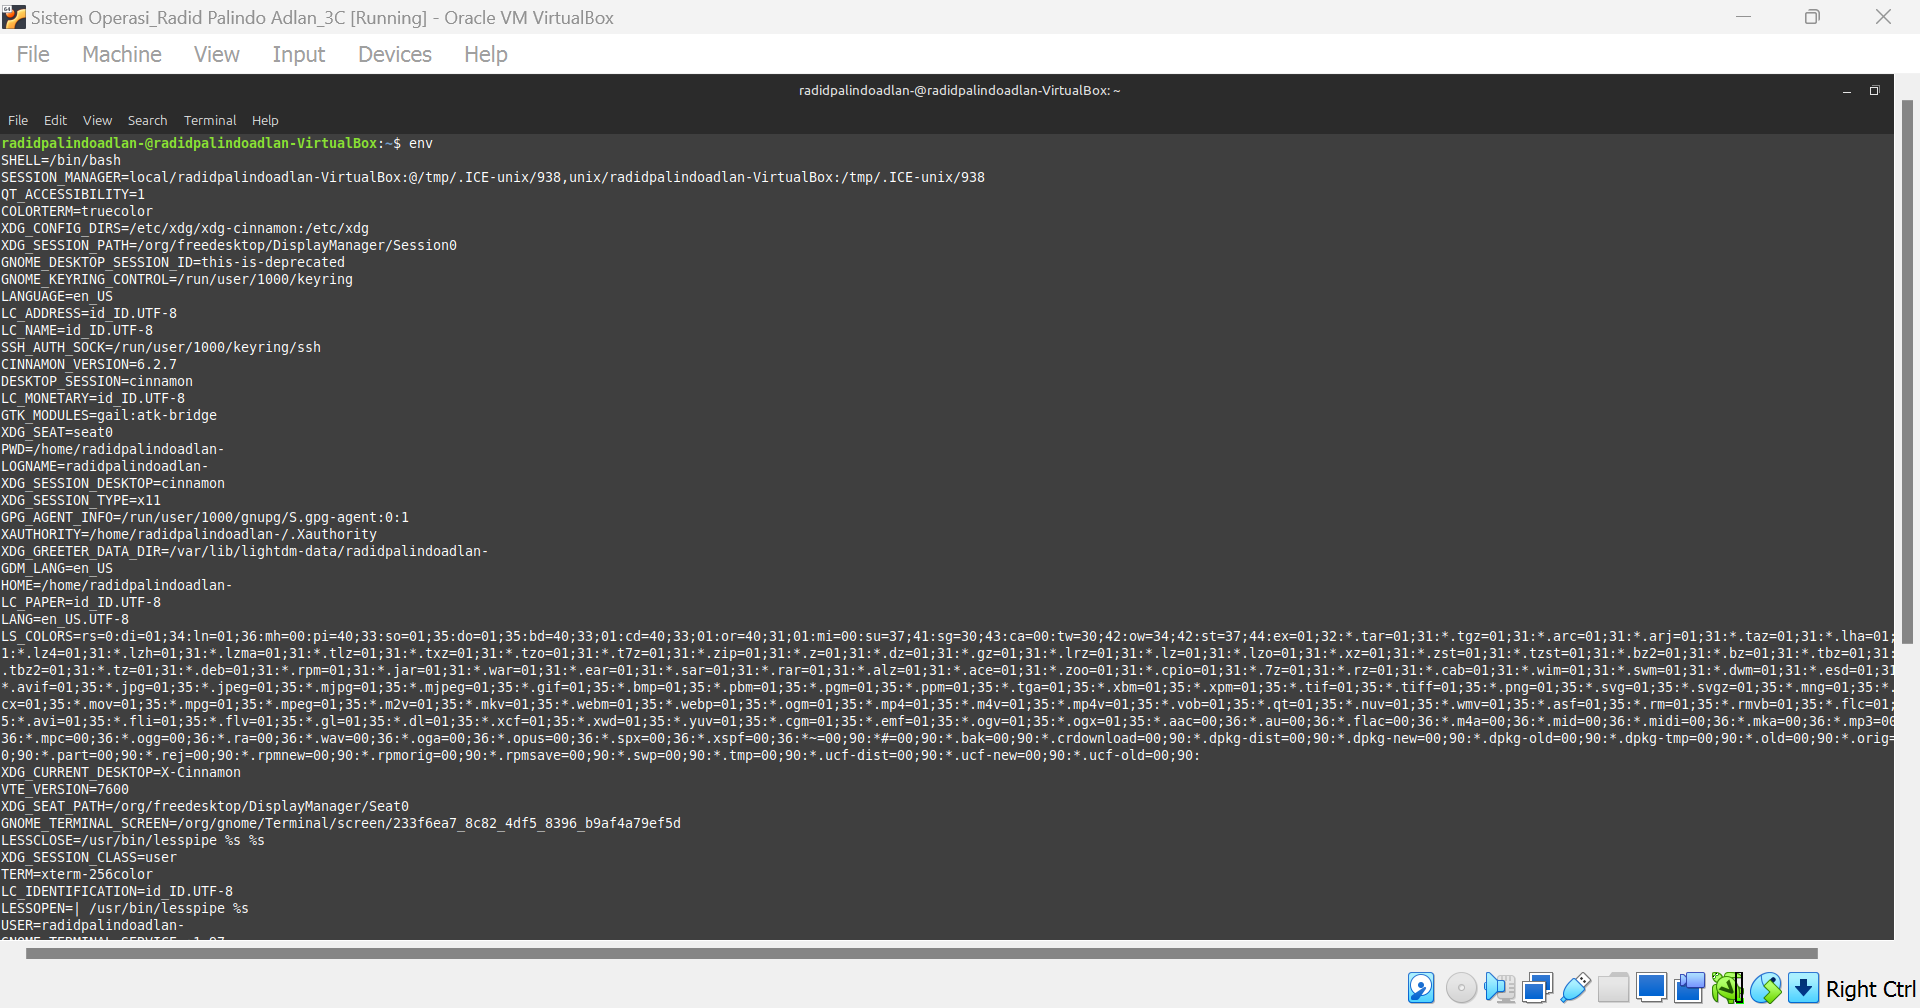 Sistem Operasi_Radid Palindo Adlan_3C [Running] - Oracle VM VirtualBox
File Machine View Input Devices Help
radidpalindoadlan-@radidpalindoadlan-VirtualBox: ~
File Edit View Search Terminal Help
radidpalindoadlan-@radidpalindoadlan-VirtualBox:~$ env
SHELL=/bin/bash
SESSION_MANAGER=local/radidpalindoadlan-VirtualBox:@/tmp/.ICE-unix/938,unix/radidpalindoadlan-VirtualBox:/tmp/.ICE-unix/938
QT_ACCESSIBILITY=1
COLORTERM=truecolor
XDG_CONFIG_DIRS=/etc/xdg/xdg-cinnamon:/etc/xdg
XDG_SESSION_PATH=/org/freedesktop/DisplayManager/Session0
GNOME_DESKTOP_SESSION_ID=this-is-deprecated
GNOME_KEYRING_CONTROL=/run/user/1000/keyring
LANGUAGE=en_US
LC_ADDRESS=id_ID.UTF-8
LC_NAME=id_ID.UTF-8
SSH_AUTH_SOCK=/run/user/1000/keyring/ssh
CINNAMON_VERSION=6.2.7
DESKTOP_SESSION=cinnamon
LC_MONETARY=id_ID.UTF-8
GTK_MODULES=gail:atk-bridge
XDG_SEAT=seat0
PWD=/home/radidpalindoadlan-
LOGNAME=radidpalindoadlan-
XDG_SESSION_DESKTOP=cinnamon
XDG_SESSION_TYPE=x11
GPG_AGENT_INFO=/run/user/1000/gnupg/S.gpg-agent:0:1
XAUTHORITY=/home/radidpalindoadlan-/.Xauthority
XDG_GREETER_DATA_DIR=/var/lib/lightdm-data/radidpalindoadlan-
GDM_LANG=en_US
HOME=/home/radidpalindoadlan-
LC_PAPER=id_ID.UTF-8
LANG=en_US.UTF-8
LS_COLORS=rs=0:di=01;34:ln=01;36:mh=00:pi=40;33:so=01;35:do=01;35:bd=40;33;01:cd=40;33;01:or=40;31;01:mi=00:su=37;41:sg=30;43:ca=00:tw=30;42:ow=34;42:st=37;44:ex=01;32:*.tar=01;31:*.tgz=01;31:*.arc=01;31:*.arj=01;31:*.taz=01;31:*.lha=01;
1:*.lz4=01;31:*.lzh=01;31:*.lzma=01;31:*.tlz=01;31:*.txz=01;31:*.tzo=01;31:*.t7z=01;31:*.zip=01;31:*.z=01;31:*.dz=01;31:*.gz=01;31:*.lrz=01;31:*.lz=01;31:*.lzo=01;31:*.xz=01;31:*.zst=01;31:*.tzst=01;31:*.bz2=01;31:*.bz=01;31:*.tbz=01;31:
.tbz2=01;31:*.tz=01;31:*.deb=01;31:*.rpm=01;31:*.jar=01;31:*.war=01;31:*.ear=01;31:*.sar=01;31:*.rar=01;31:*.alz=01;31:*.ace=01;31:*.zoo=01;31:*.cpio=01;31:*.7z=01;31:*.rz=01;31:*.cab=01;31:*.wim=01;31:*.swm=01;31:*.dwm=01;31:*.esd=01;31
*.avif=01;35:*.jpg=01;35:*.jpeg=01;35:*.mjpg=01;35:*.mjpeg=01;35:*.gif=01;35:*.bmp=01;35:*.pbm=01;35:*.pgm=01;35:*.ppm=01;35:*.tga=01;35:*.xbm=01;35:*.xpm=01;35:*.tif=01;35:*.tiff=01;35:*.png=01;35:*.svg=01;35:*.svgz=01;35:*.mng=01;35:*.
cx=01;35:*.mov=01;35:*.mpg=01;35:*.mpeg=01;35:*.m2v=01;35:*.mkv=01;35:*.webm=01;35:*.webp=01;35:*.ogm=01;35:*.mp4=01;35:*.m4v=01;35:*.mp4v=01;35:*.vob=01;35:*.qt=01;35:*.nuv=01;35:*.wmv=01;35:*.asf=01;35:*.rm=01;35:*.rmvb=01;35:*.flc=01;
5:*.avi=01;35:*.fli=01;35:*.flv=01;35:*.gl=01;35:*.dl=01;35:*.xcf=01;35:*.xwd=01;35:*.yuv=01;35:*.cgm=01;35:*.emf=01;35:*.ogv=01;35:*.ogx=01;35:*.aac=00;36:*.au=00;36:*.flac=00;36:*.m4a=00;36:*.mid=00;36:*.midi=00;36:*.mka=00;36:*.mp3=00
36:*.mpc=00;36:*.ogg=00;36:*.ra=00;36:*.wav=00;36:*.oga=00;36:*.opus=00;36:*.spx=00;36:*.xspf=00;36:*~=00;90:*#=00;90:*.bak=00;90:*.crdownload=00;90:*.dpkg-dist=00;90:*.dpkg-new=00;90:*.dpkg-old=00;90:*.dpkg-tmp=00;90:*.old=00;90:*.orig=
0;90:*.part=00;90:*.rej=00;90:*.rpmnew=00;90:*.rpmorig=00;90:*.rpmsave=00;90:*.swp=00;90:*.tmp=00;90:*.ucf-dist=00;90:*.ucf-new=00;90:*.ucf-old=00;90:
XDG_CURRENT_DESKTOP=X-Cinnamon
VTE_VERSION=7600
XDG_SEAT_PATH=/org/freedesktop/DisplayManager/Seat0
GNOME_TERMINAL_SCREEN=/org/gnome/Terminal/screen/233f6ea7_8c82_4df5_8396_b9af4a79ef5d
LESSCLOSE=/usr/bin/lesspipe %s %s
XDG_SESSION_CLASS=user
TERM=xterm-256color
LC_IDENTIFICATION=id_ID.UTF-8
LESSOPEN=| /usr/bin/lesspipe %s
USER=radidpalindoadlan-
Right Ctrl